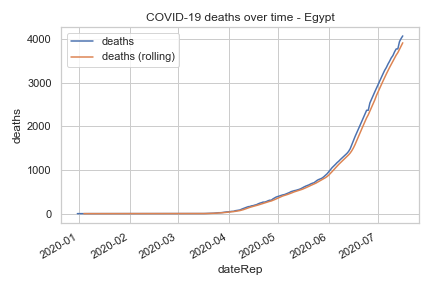 COVID-19 deaths over time - Egypt
deaths
deaths (rolling)
4000
3000
2000
1000
0
deaths
2020-01
2020-02
2020-03
2020-04
2020-05
2020-06
2020-07
dateRep